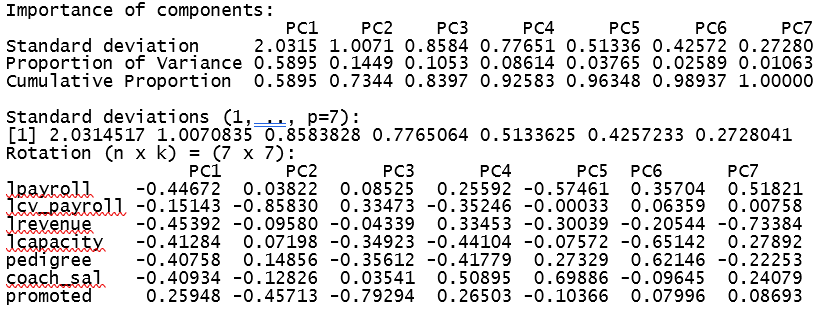 Importance of components:
PC1 PC2 PC3 PC4 PC5 PC6 PC7
Standard deviation 2.0315 1.0071 0.8584 0.77651 0.51336 0.42572 0.27280
Proportion of Variance 0.5895 0.1449 0.1053 0.08614 0.03765 0.02589 0.01063
Cumulative Proportion 0.5895 0.7344 0.8397 0.92583 0.96348 0.98937 1.00000
Standard deviations (1, .., p=7):
[1] 2.0314517 1.0070835 0.8583828 0.7765064 0.5133625 0.4257233 0.2728041
Rotation (n x k) = (7 x 7):
PC1 PC2 PC3 PC4 PC5 PC6 PC7
lpayroll -0.44672 0.03822 0.08525 0.25592 -0.57461 0.35704 0.51821
lcv_payroll -0.15143 -0.85830 0.33473 -0.35246 -0.00033 0.06359 0.00758
lrevenue -0.45392 -0.09580 -0.04339 0.33453 -0.30039 -0.20544 -0.73384
lcapacity -0.41284 0.07198 -0.34923 -0.44104 -0.07572 -0.65142 0.27892
pedigree -0.40758 0.14856 -0.35612 -0.41779 0.27329 0.62146 -0.22253
coach_sal -0.40934 -0.12826 0.03541 0.50895 0.69886 -0.09645 0.24079
promoted 0.25948 -0.45713 -0.79294 0.26503 -0.10366 0.07996 0.08693